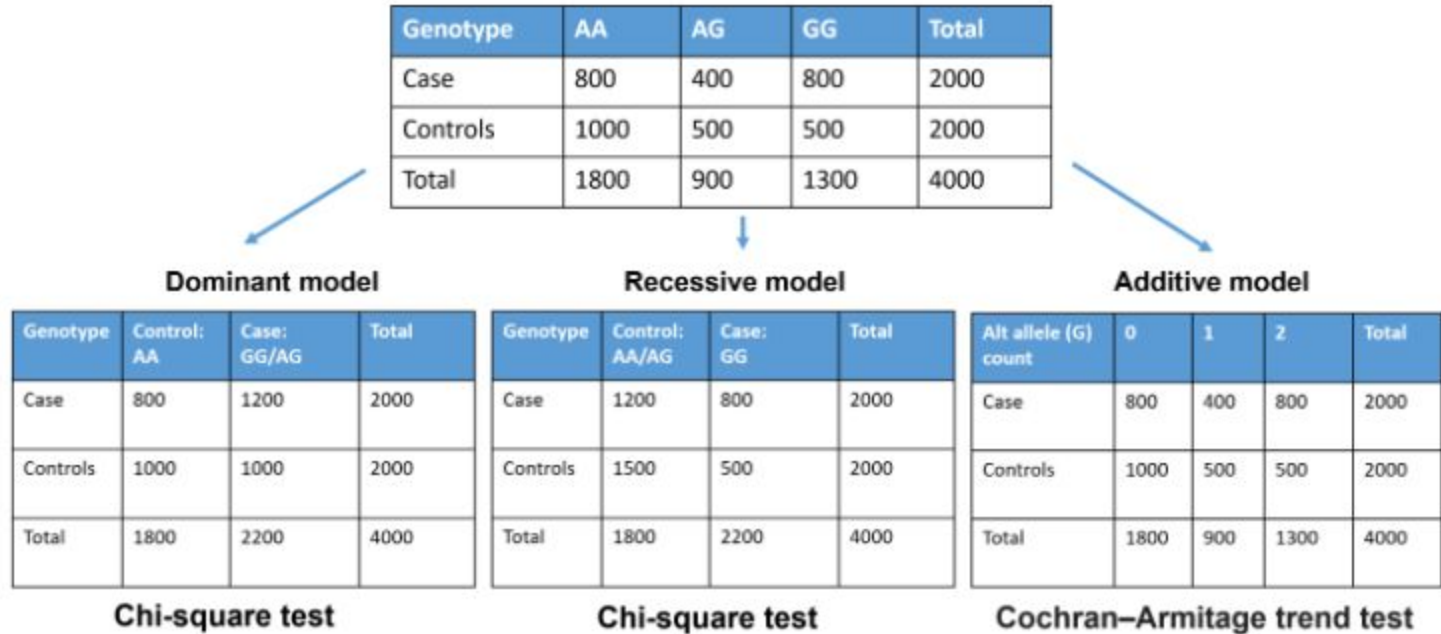 Genotype AA AG GG Total
Case 800 400 800 2000
Controls 1000 500 500 2000
Total 1800 900 1300 4000
Dominant model
Genotype Control: Case: Total
AA GG/AG
Case 800 1200 2000
Controls 1000 1000 2000
Total 1800 2200 4000
Chi-square test
Recessive model
Genotype Control: Case: Total
AA/AG GG
Case 1200 800 2000
Controls 1500 500 2000
Total 1800 2200 4000
Chi-square test
Additive model
Alt allele (G) 0 1 2 Total
count
Case 800 400 800 2000
Controls 1000 500 500 2000
Total 1800 900 1300 4000
Cochran–Armitage trend test